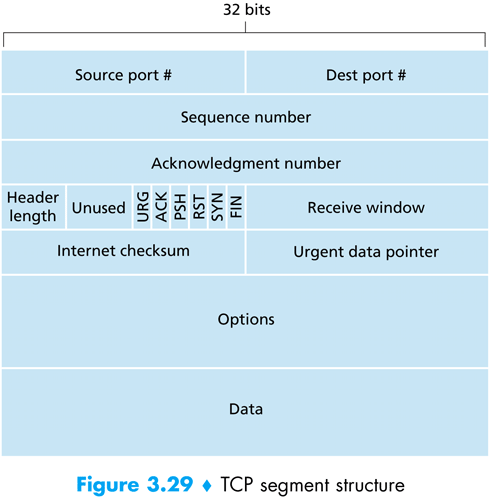 32 bits
Source port # Dest port #
Sequence number
Acknowledgment number
Header length Unused URG ACK PSH RST SYN FIN Receive window
Internet checksum Urgent data pointer
Options
Data
Figure 3.29 ♦ TCP segment structure